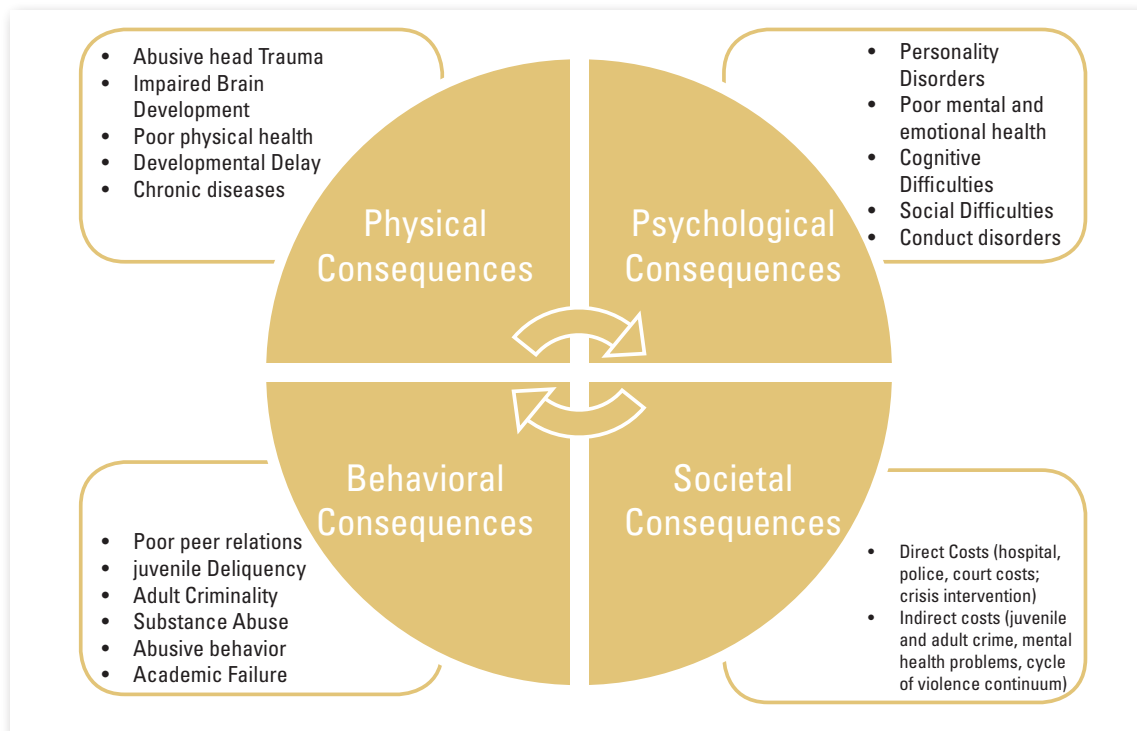 • Abusive head Trauma
• Impaired Brain
Development
• Poor physical health
• Developmental Delay
• Chronic diseases
• Personality
Disorders
• Poor mental and
emotional health
• Cognitive
Difficulties
• Social Difficulties
• Conduct disorders
Physical
Consequences
Psychological
Consequences
Behavioral
Consequences
Societal
Consequences
• Poor peer relations
• juvenile Deliquency
• Adult Criminality
• Substance Abuse
• Abusive behavior
• Academic Failure
• Direct Costs (hospital,
police, court costs;
crisis intervention)
• Indirect costs (juvenile
and adult crime, mental
health problems, cycle
of violence continuum)